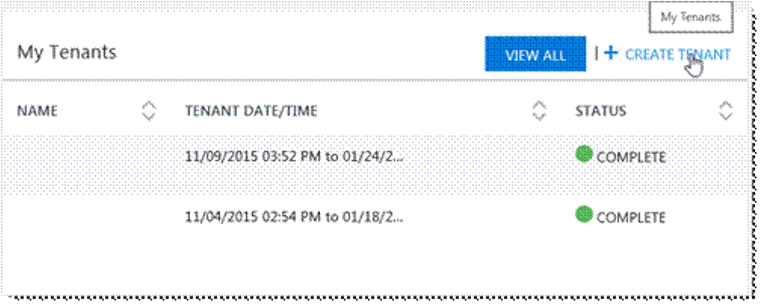 My Tenants
My Tenants VIEW ALL | + CREATE TENANT
NAME TENANT DATE/TIME STATUS
11/09/2015 03:52 PM to 01/24/2... COMPLETE
11/04/2015 02:54 PM to 01/18/2... COMPLETE